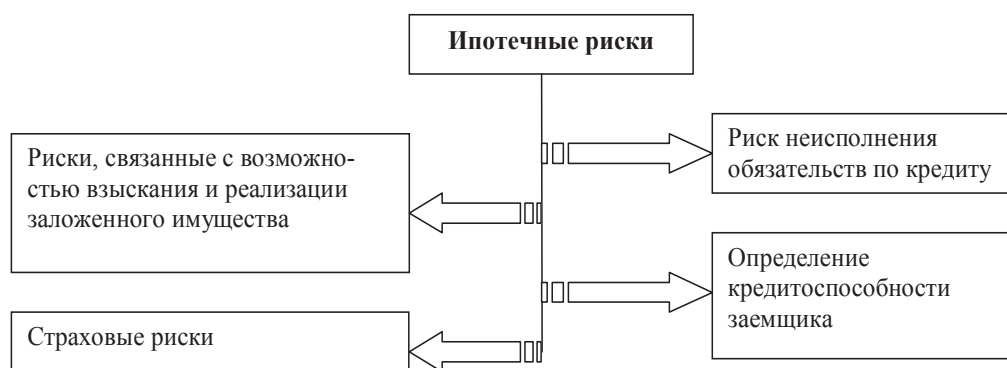 Ипотечные риски
Риски, связанные с возможно-
стью взыскания и реализации
заложенного имущества
Риск неисполнения
обязательств по кредиту
Определение
кредитоспособности
заемщика
Страховые риски